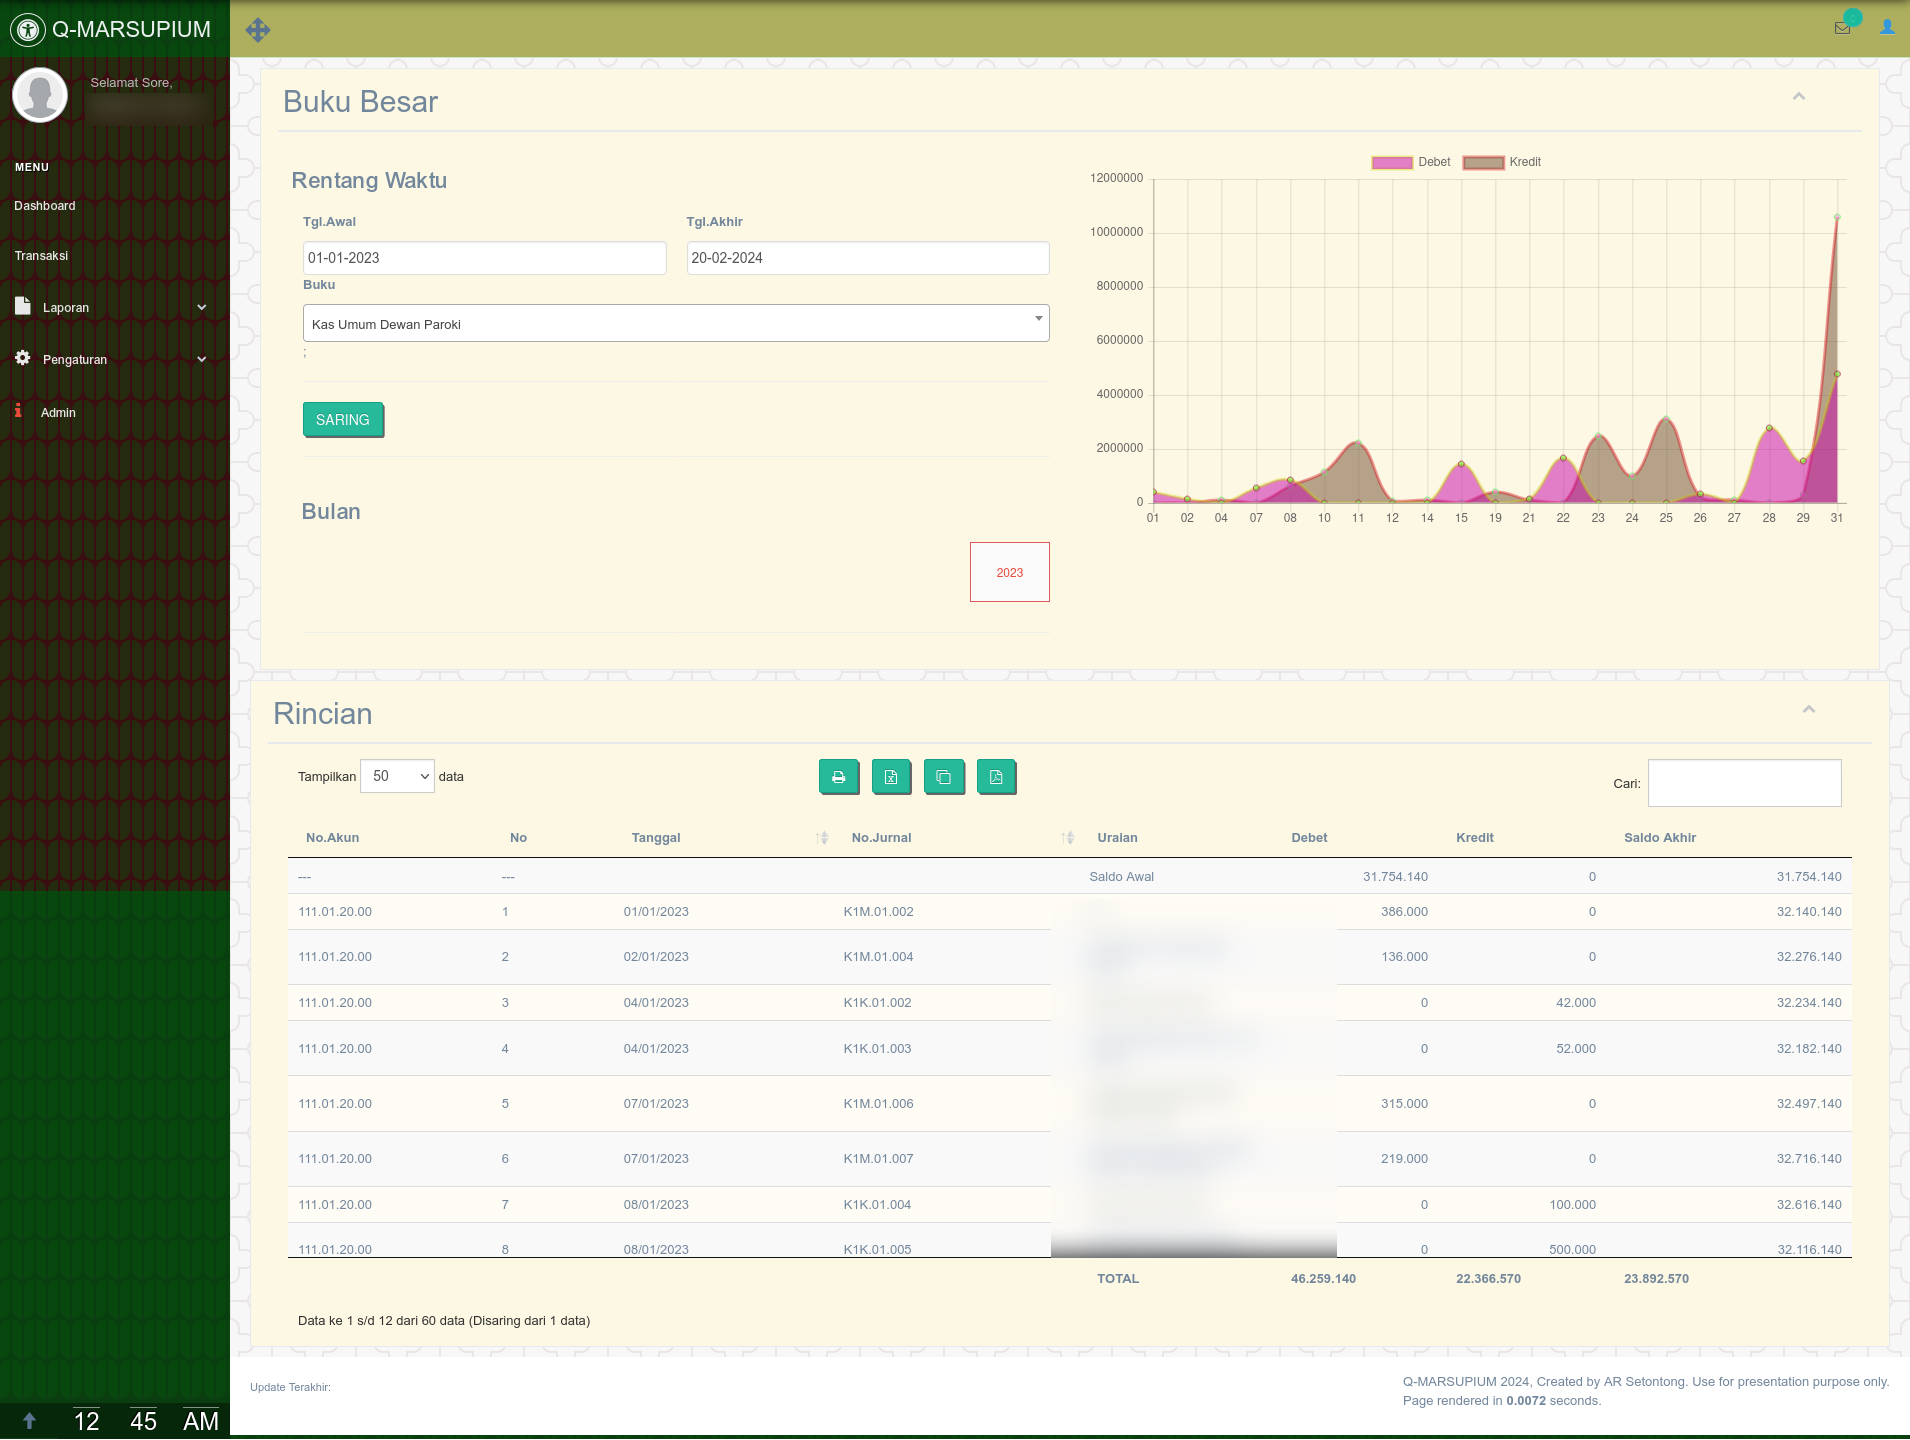 Q-MARSUPIUM
Selamat Sore,
MENU
Dashboard
Transaksi
Laporan
Pengaturan
Admin
Buku Besar
Rentang Waktu
Tgl.Awal Tgl.Akhir
01-01-2023 20-02-2024
Buku
Kas Umum Dewan Paroki
;
SARING
Bulan
2023
Debet Kredit
12000000
10000000
8000000
6000000
4000000
2000000
0
01 02 04 07 08 10 11 12 14 15 19 21 22 23 24 25 26 27 28 29 31
Rincian
Tampilkan 50 data
Cari:
No.Akun No Tanggal No.Jurnal Uraian Debet Kredit Saldo Akhir
--- --- Saldo Awal 31.754.140 0 31.754.140
111.01.20.00 1 01/01/2023 K1M.01.002 386.000 0 32.140.140
111.01.20.00 2 02/01/2023 K1M.01.004 136.000 0 32.276.140
111.01.20.00 3 04/01/2023 K1K.01.002 0 42.000 32.234.140
111.01.20.00 4 04/01/2023 K1K.01.003 0 52.000 32.182.140
111.01.20.00 5 07/01/2023 K1M.01.006 315.000 0 32.497.140
111.01.20.00 6 07/01/2023 K1M.01.007 219.000 0 32.716.140
111.01.20.00 7 08/01/2023 K1K.01.004 0 100.000 32.616.140
111.01.20.00 8 08/01/2023 K1K.01.005 0 500.000 32.116.140
TOTAL 46.259.140 22.366.570 23.892.570
Data ke 1 s/d 12 dari 60 data (Disaring dari 1 data)
Update Terakhir:
Q-MARSUPIUM 2024, Created by AR Setontong. Use for presentation purpose only.
Page rendered in 0.0072 seconds.
12 45 AM